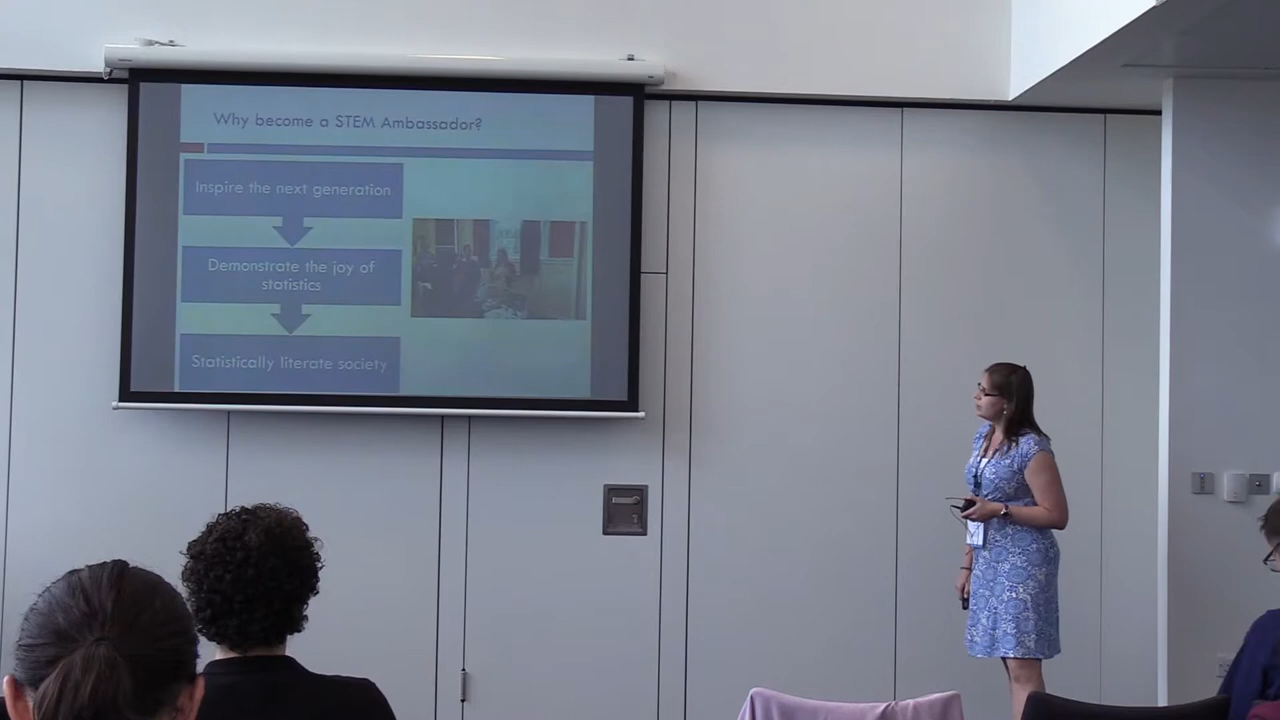 Why become a STEM Ambassador?
Inspire the next generation
Demonstrate the joy of
statistics
Statistically literate society